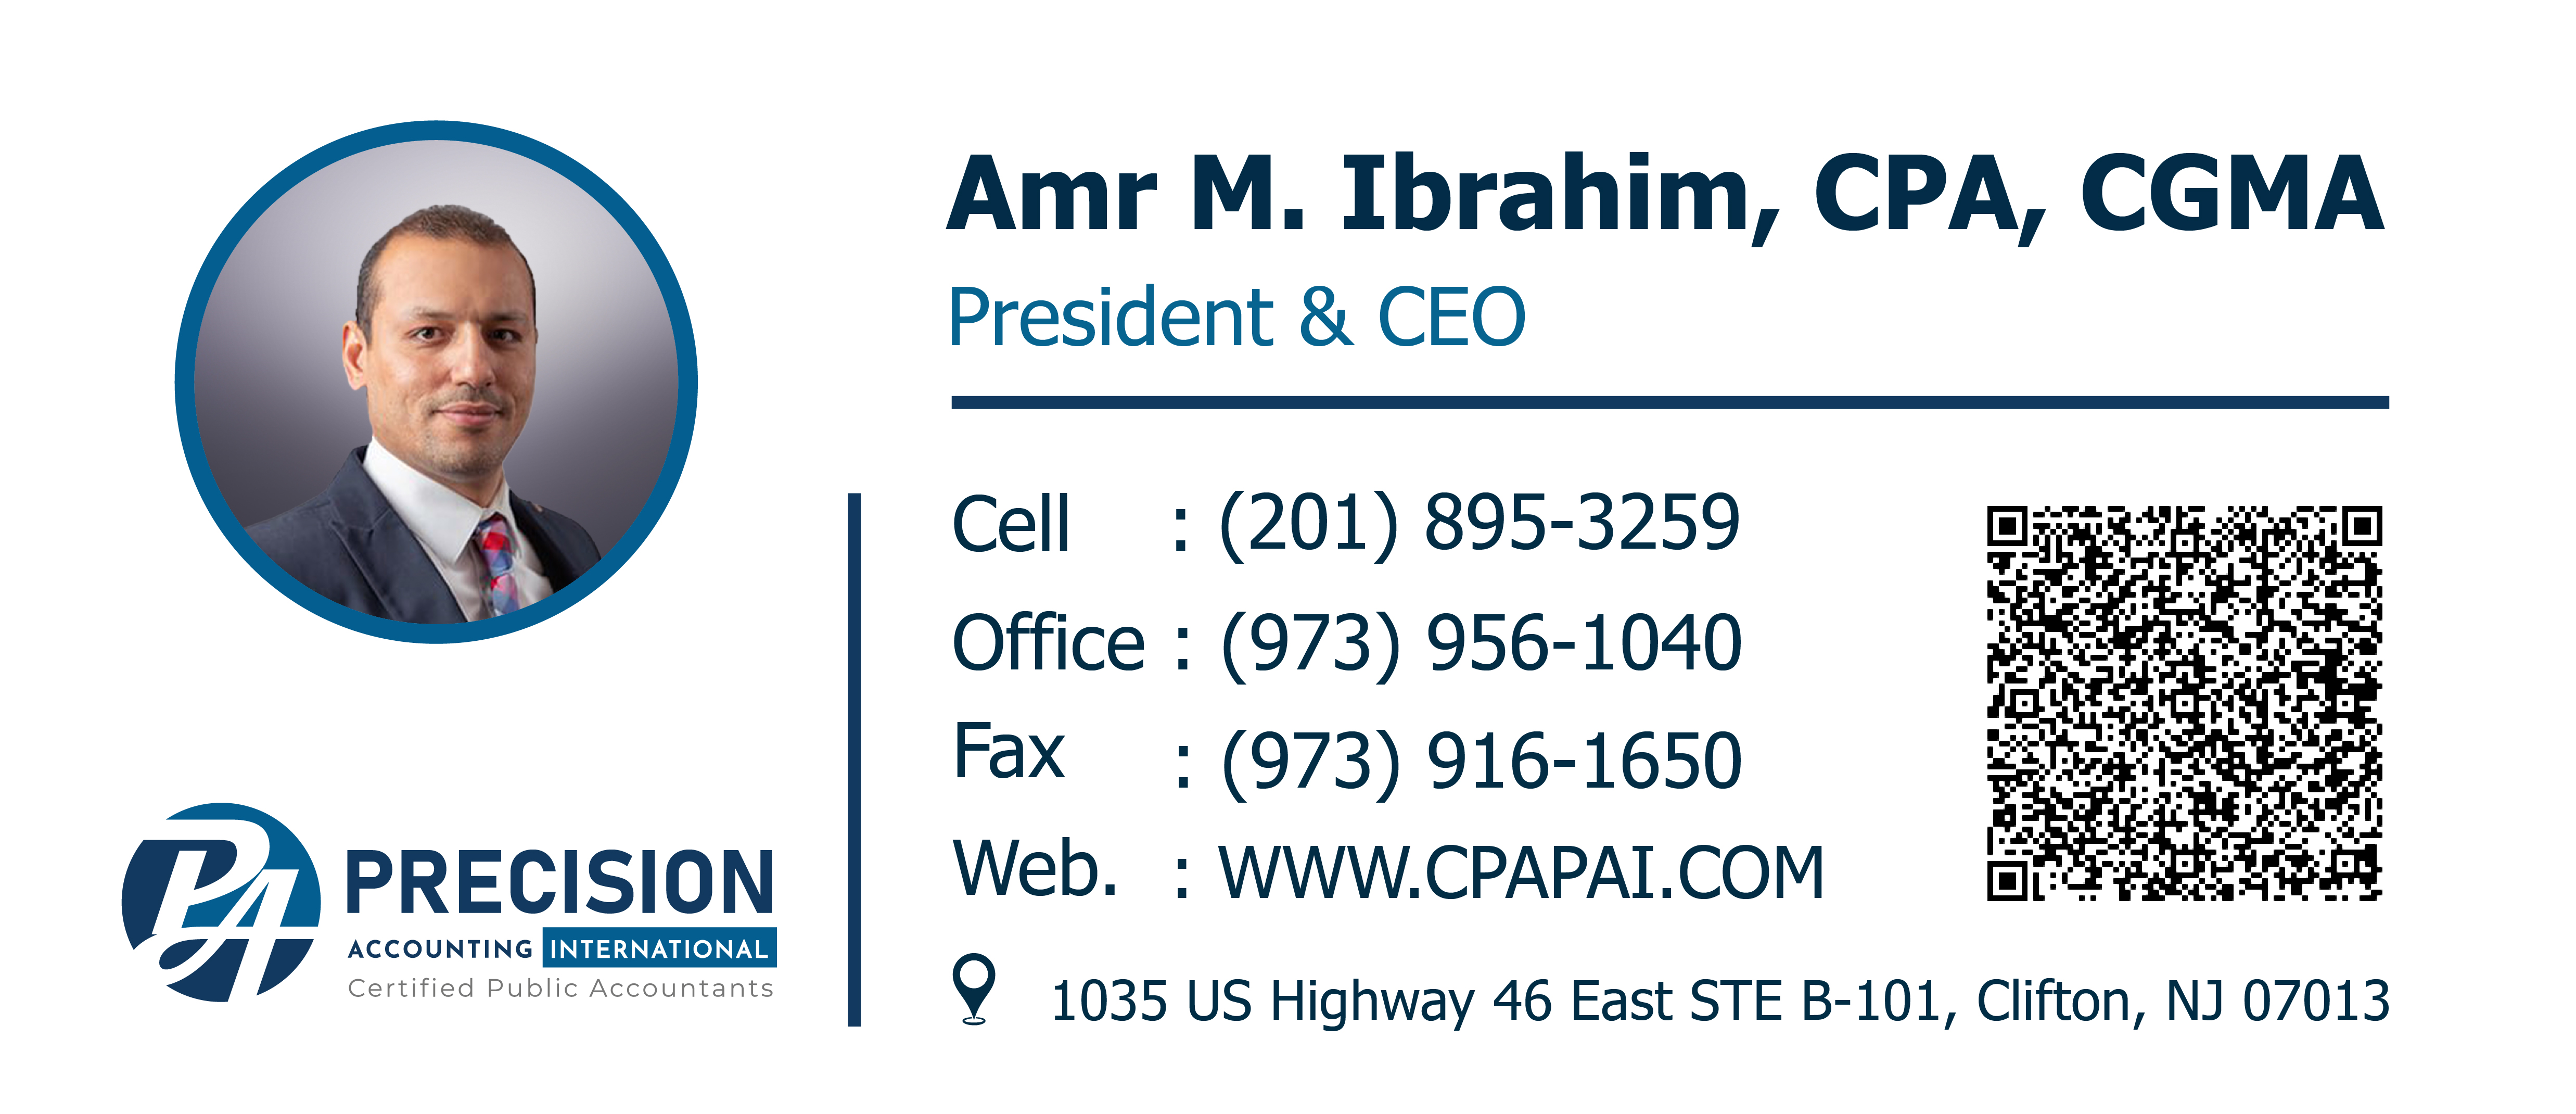 Amr M. Ibrahim, CPA, CGMA
President & CEO
Cell : (201) 895-3259
Office : (973) 956-1040
Fax : (973) 916-1650
Web. : WWW.CPAPAI.COM
1035 US Highway 46 East STE B-101, Clifton, NJ 07013
PA
PRECISION
ACCOUNTING INTERNATIONAL
Certified Public Accountants